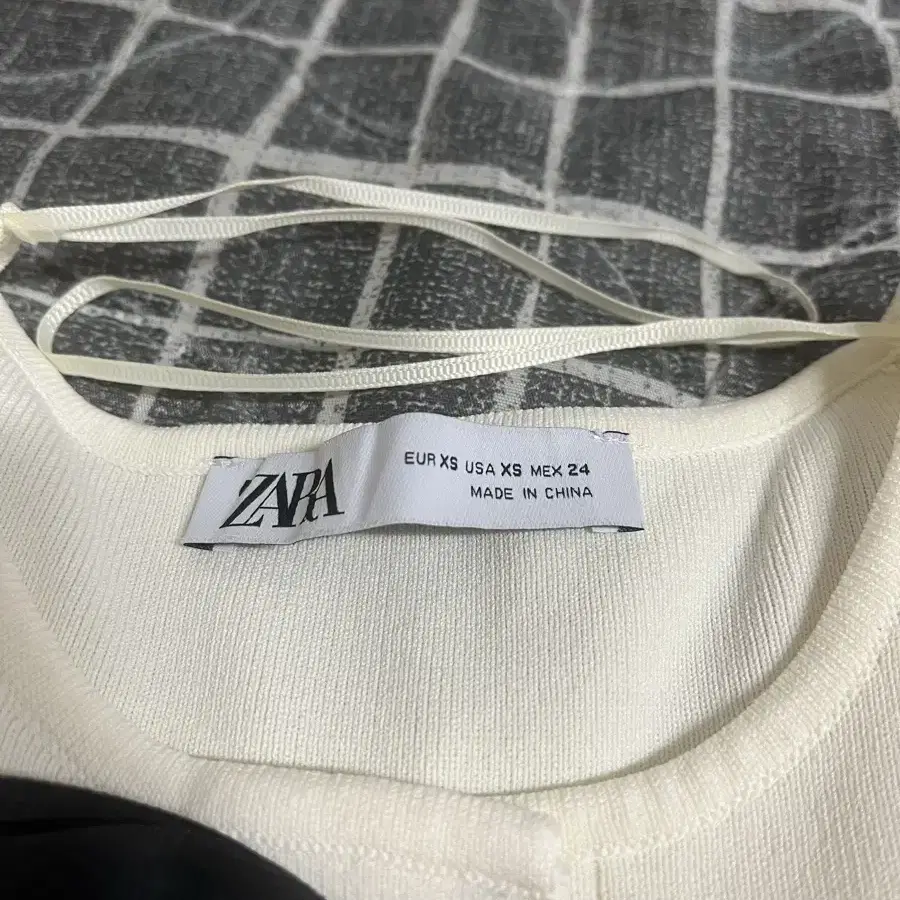 ZARA
EUR XS USA XS MEX 24
MADE IN CHINA